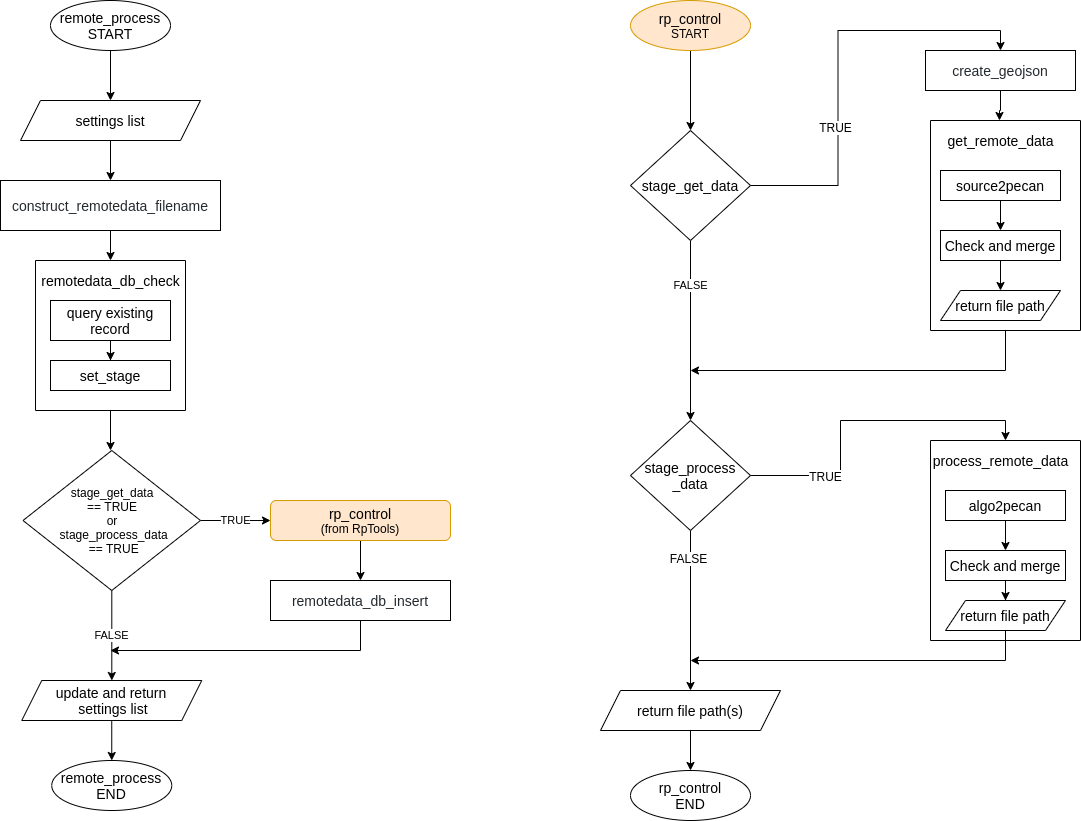 remote_process
START
settings list
construct_remotedata_filename
remotedata_db_check
query existing
record
set_stage
stage_get_data
== TRUE
or
stage_process_data
== TRUE
TRUE
rp_control
(from RpTools)
remotedata_db_insert
FALSE
update and return
settings list
remote_process
END
rp_control
START
stage_get_data
TRUE
create_geojson
get_remote_data
source2pecan
Check and merge
return file path
FALSE
stage_process
_data
TRUE
process_remote_data
algo2pecan
Check and merge
return file path
FALSE
return file path(s)
rp_control
END